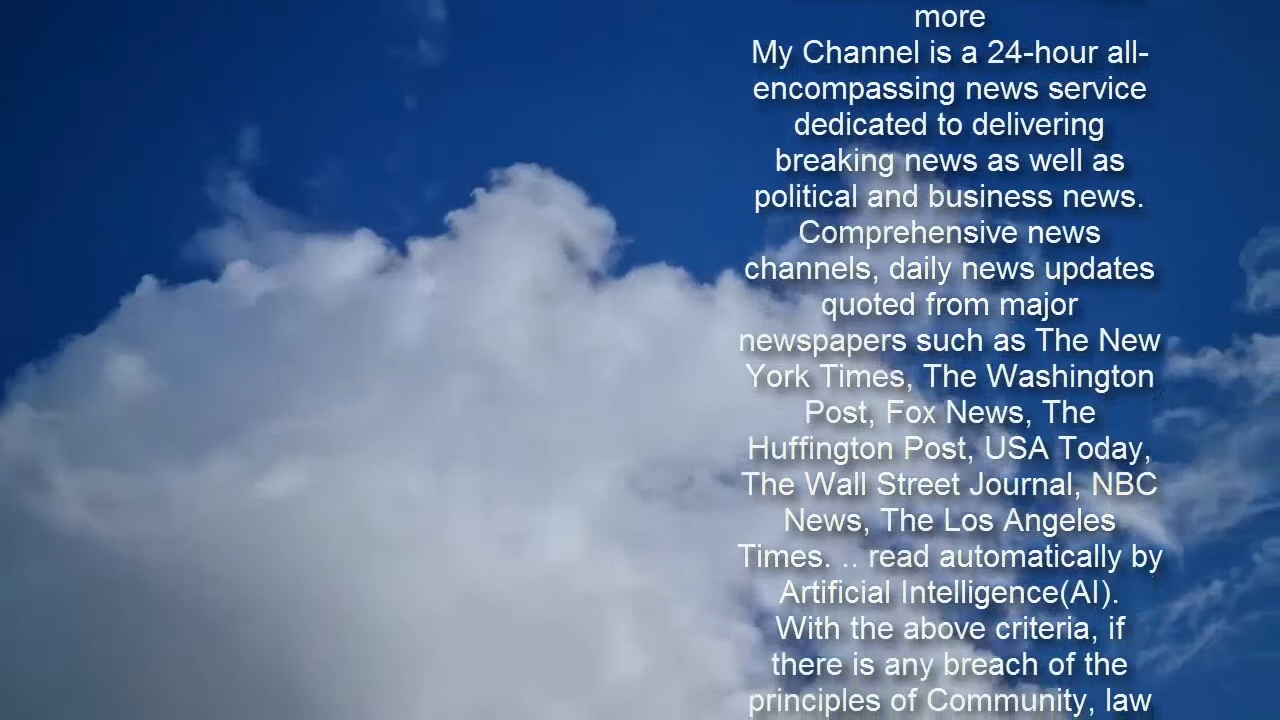 more
My Channel is a 24-hour all-
encompassing news service
dedicated to delivering
breaking news as well as
political and business news.
Comprehensive news
channels, daily news updates
quoted from major
newspapers such as The New
York Times, The Washington
Post, Fox News, The
Huffington Post, USA Today,
The Wall Street Journal, NBC
News, The Los Angeles
Times. .. read automatically by
Artificial Intelligence(AI).
With the above criteria, if
there is any breach of the
principles of Community, law